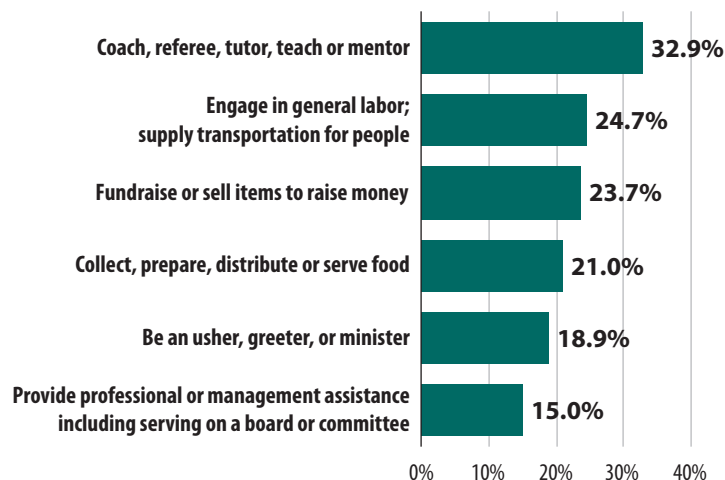 Coach, referee, tutor, teach or mentor
32.9%
Engage in general labor;
supply transportation for people
24.7%
Fundraise or sell items to raise money
23.7%
Collect, prepare, distribute or serve food
21.0%
Be an usher, greeter, or minister
18.9%
Provide professional or management assistance
including serving on a board or committee
15.0%
0% 10% 20% 30% 40%